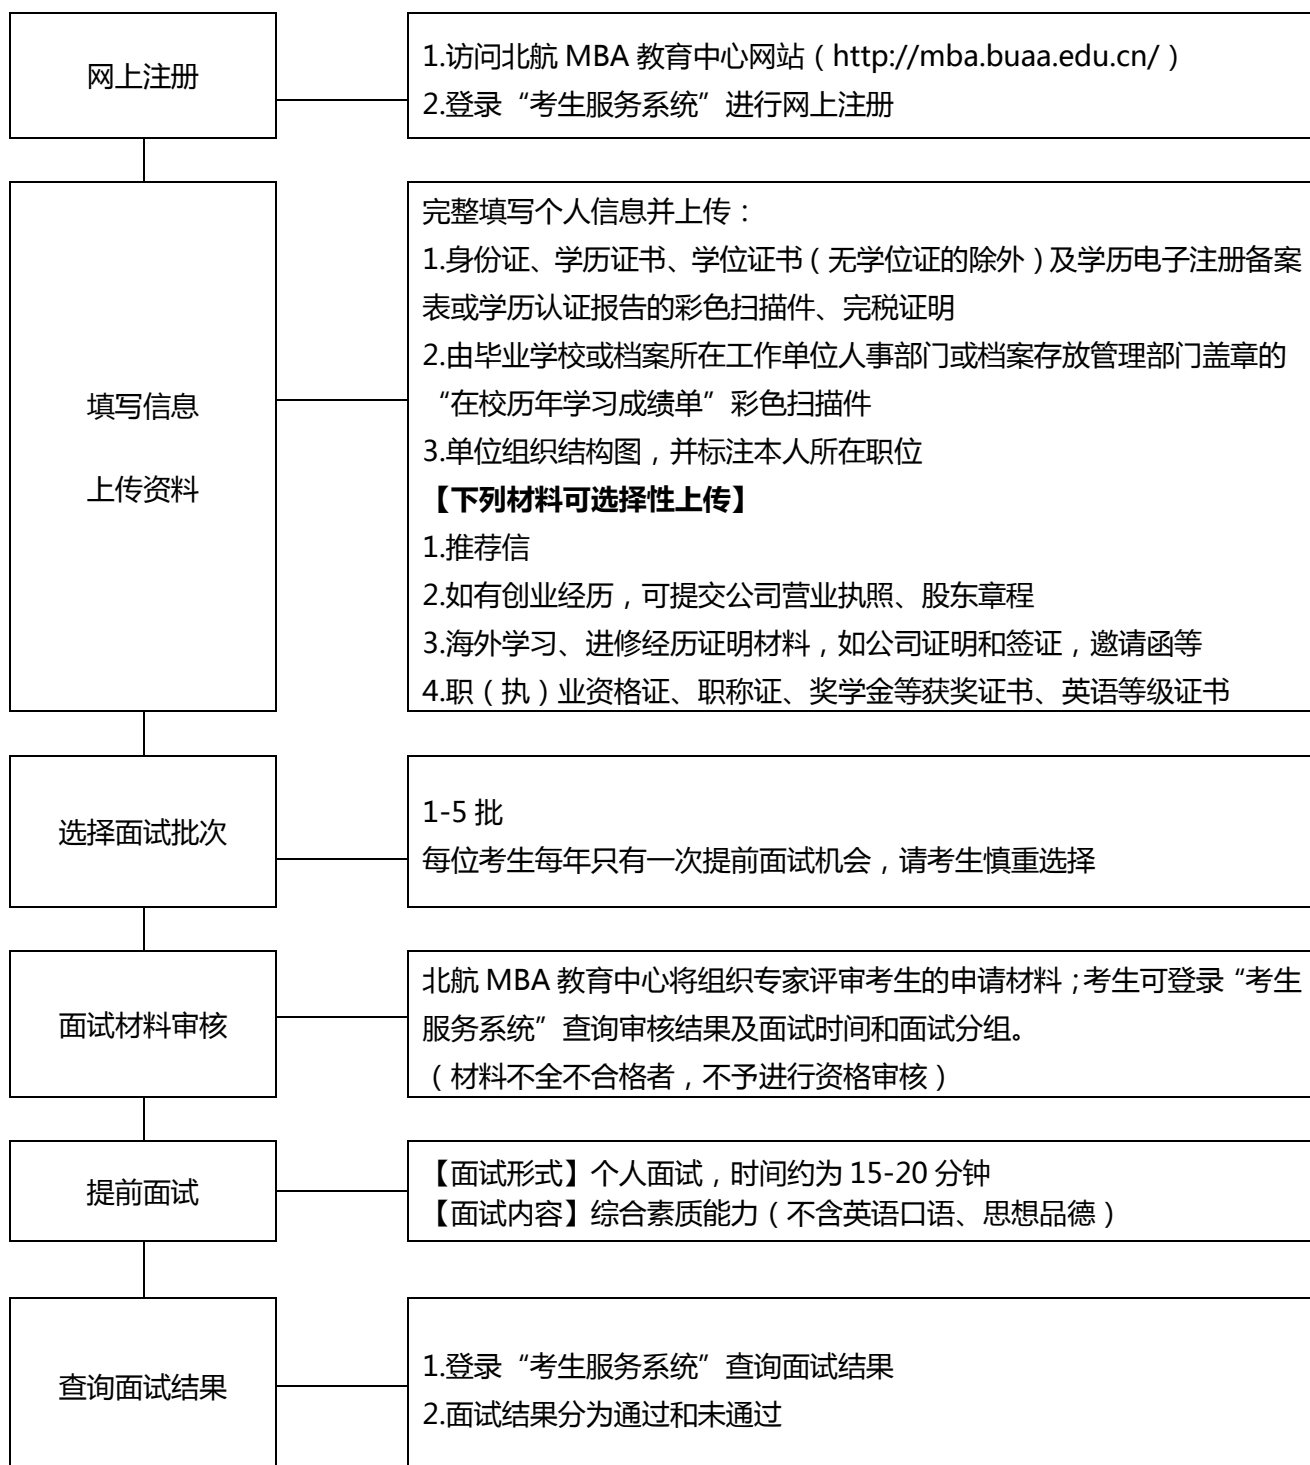 网上注册
1.访问北航 MBA 教育中心网站（http://mba.buaa.edu.cn/）
2.登录“考生服务系统”进行网上注册
填写信息
上传资料
完整填写个人信息并上传：
1.身份证、学历证书、学位证书（无学位证的除外）及学历电子注册备案
表或学历认证报告的彩色扫描件、完税证明
2.由毕业学校或档案所在工作单位人事部门或档案存放管理部门盖章的
“在校历年学习成绩单”彩色扫描件
3.单位组织结构图，并标注本人所在职位
【下列材料可选择性上传】
1.推荐信
2.如有创业经历，可提交公司营业执照、股东章程
3.海外学习、进修经历证明材料，如公司证明和签证，邀请函等
4.职（执）业资格证、职称证、奖学金等获奖证书、英语等级证书
选择面试批次
1-5 批
每位考生每年只有一次提前面试机会，请考生慎重选择
面试材料审核
北航 MBA 教育中心将组织专家评审考生的申请材料；考生可登录“考生
服务系统”查询审核结果及面试时间和面试分组。
（材料不全不合格者，不予进行资格审核）
提前面试
【面试形式】个人面试，时间约为 15-20 分钟
【面试内容】综合素质能力（不含英语口语、思想品德）
查询面试结果
1.登录“考生服务系统”查询面试结果
2.面试结果分为通过和未通过